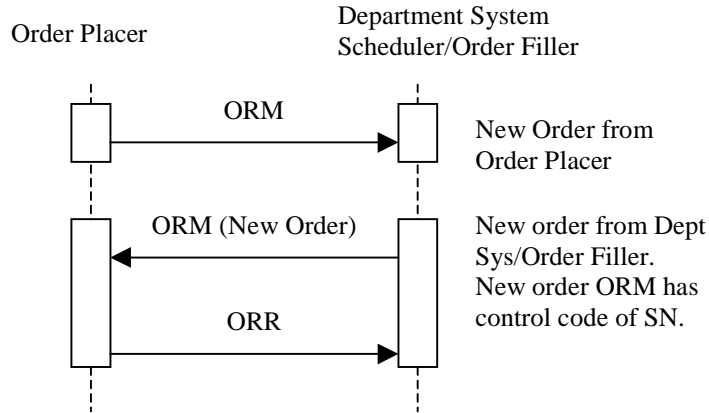 Order Placer
Department System
Scheduler/Order Filler
ORM
New Order from
Order Placer
ORM (New Order)
New order from Dept
Sys/Order Filler.
New order ORM has
control code of SN.
ORR